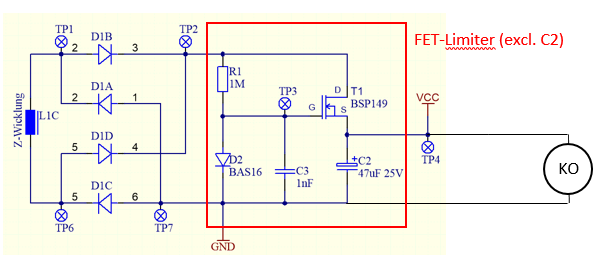 FET-Limiter (excl. C2)
TP1
TP2
D1B
2
3
R1
1M
D1A
2
1
TP3
D
T1
BSP149
G
S
VCC
Z-Wicklung
L1C
D1D
5
4
TP4
KO
D2
BAS16
C3
1nF
+
C2
47uF 25V
D1C
5
6
TP6
TP7
GND